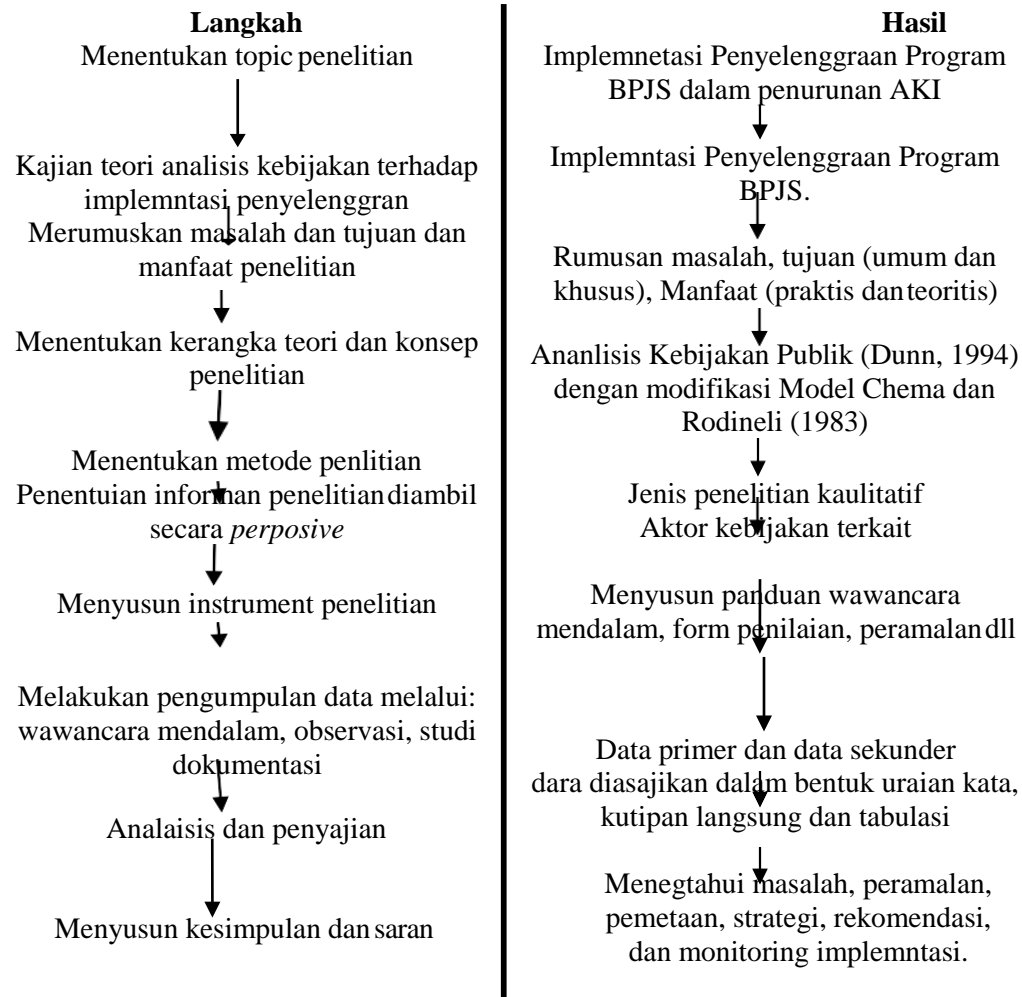 Langkah
Menentukan topic penelitian
Kajian teori analisis kebijakan terhadap
implemntasi penyelenggran
Merumuskan masalah dan tujuan dan
manfaat penelitian
Menentukan kerangka teori dan konsep
penelitian
Menentukan metode penlitian
Penentuian informan penelitian diambil
secara perposive
Menyusun instrument penelitian
Melakukan pengumpulan data melalui:
wawancara mendalam, observasi, studi
dokumentasi
Analaisis dan penyajian
Menyusun kesimpulan dan saran
Hasil
Implemnetasi Penyelenggraan Program
BPJS dalam penurunan AKI
Implemntasi Penyelenggraan Program
BPJS.
Rumusan masalah, tujuan (umum dan
khusus), Manfaat (praktis dan teoritis)
Ananlisis Kebijakan Publik (Dunn, 1994)
dengan modifikasi Model Chema dan
Rodineli (1983)
Jenis penelitian kaulitatif
Aktor kebijakan terkait
Menyusun panduan wawancara
mendalam, form penilaian, peramalan dll
Data primer dan data sekunder
dara diasajikan dalam bentuk uraian kata,
kutipan langsung dan tabulasi
Menegtahui masalah, peramalan,
pemetaan, strategi, rekomendasi,
dan monitoring implemntasi.